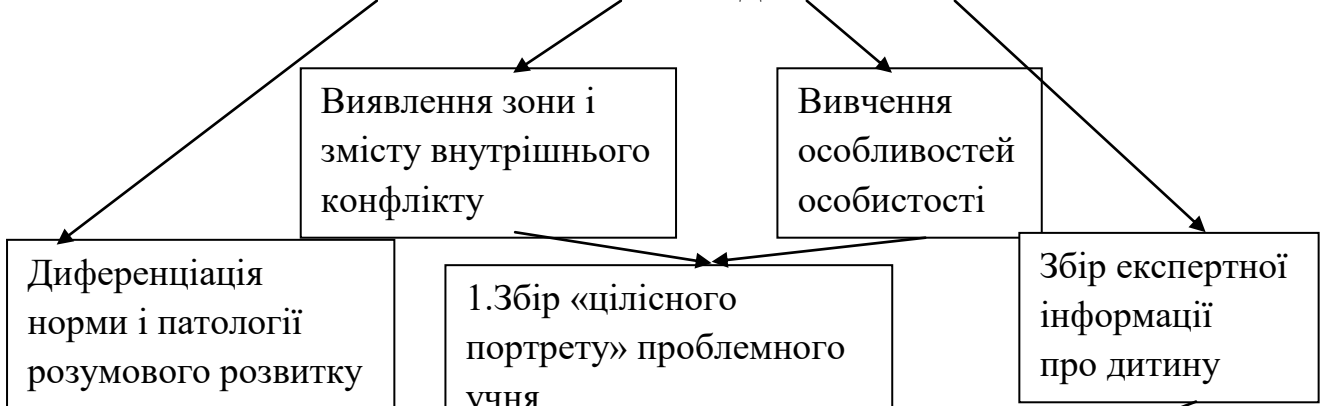 Виявлення зони і
змісту внутрішнього
конфлікту
Вивчення
особливостей
особистості
Диференціація
норми і патології
розумового розвитку
1.Збір «цілісного
портрету» проблемного
учня
Збір експертної
інформації
про дитину